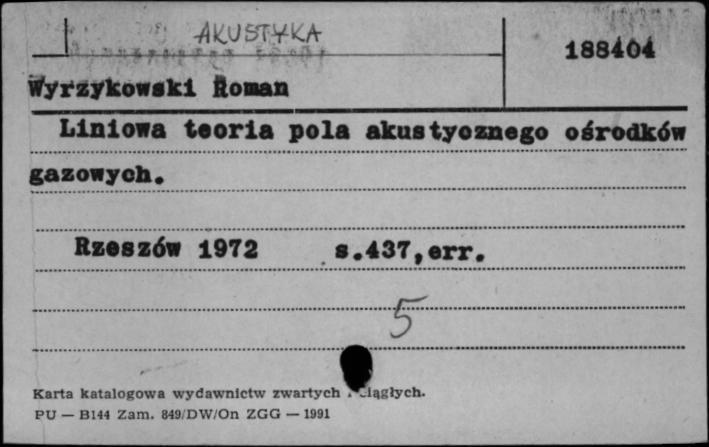 AKUSTYKA
188404
Wyrzykowski Roman
Liniowa teoria pola akustycznego ośrodków
gazowych.
Rzeszów 1972 s.437,err.
5
Karta katalogowa wydawnictw zwartych i ciągłych.
PU — B144 Zam. 849/DW/On ZGG — 1991